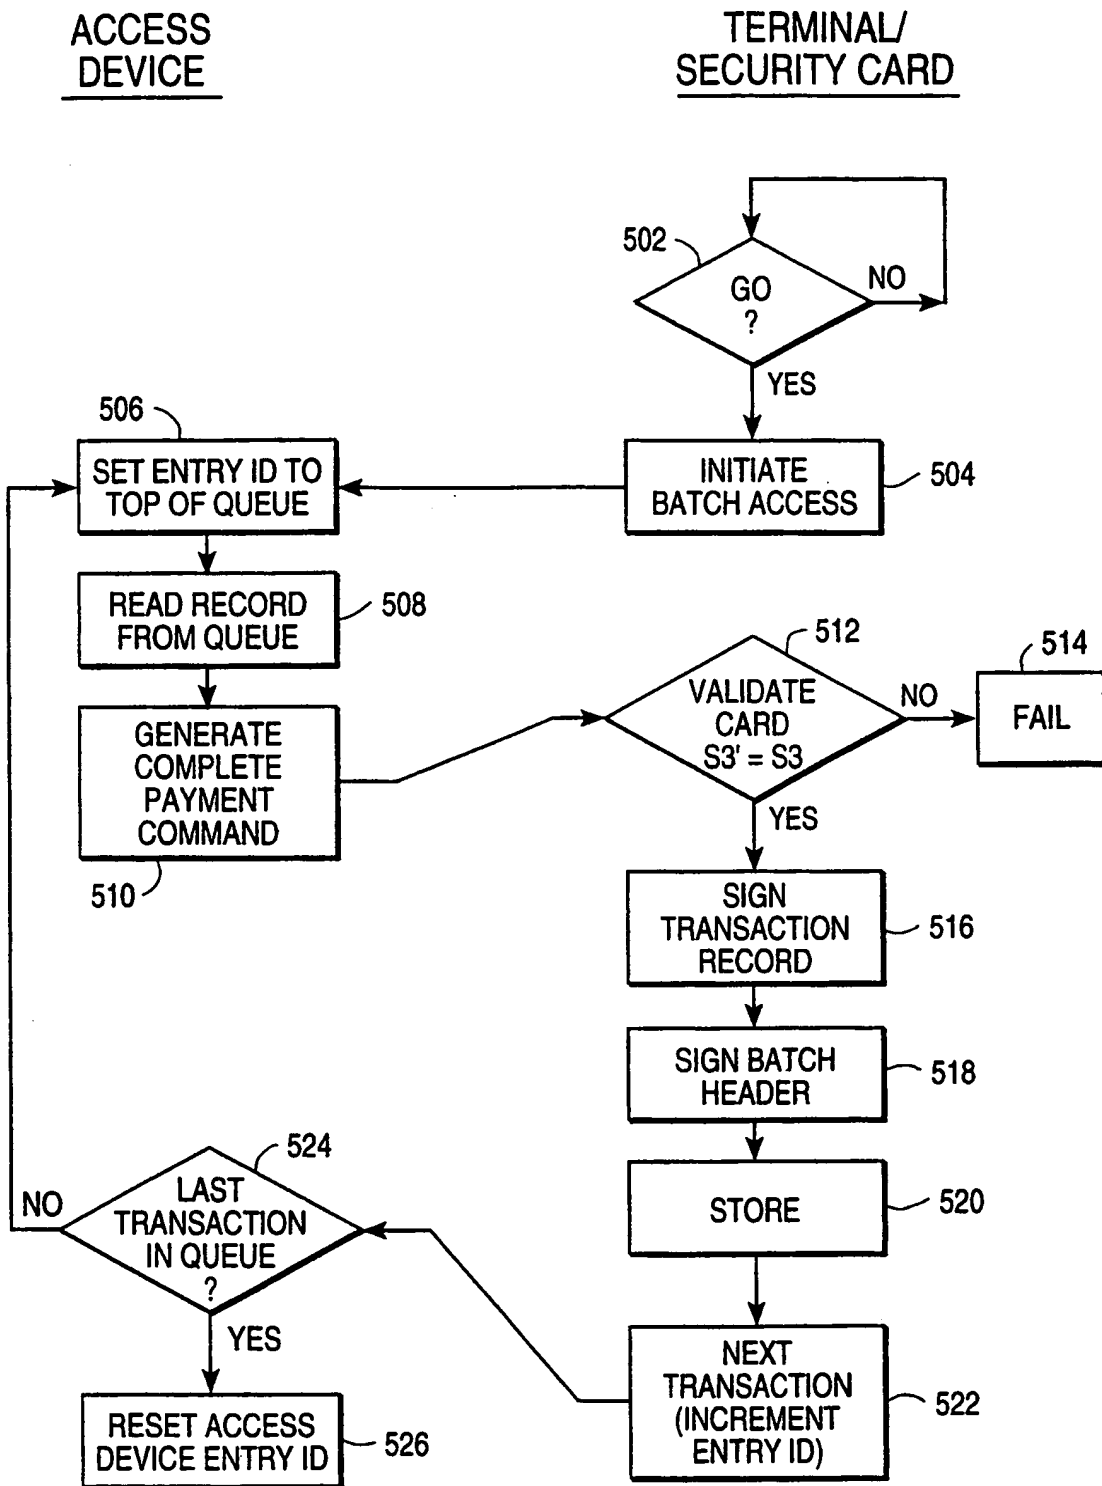 ACCESS
DEVICE
TERMINAL/
SECURITY CARD
502
GO
?
NO
YES
506
SET ENTRY ID TO
TOP OF QUEUE
INITIATE
BATCH ACCESS
504
READ RECORD
FROM QUEUE
508
512
VALIDATE
CARD
S3' = S3
NO
514
FAIL
GENERATE
COMPLETE
PAYMENT
COMMAND
510
YES
SIGN
TRANSACTION
RECORD
516
SIGN BATCH
HEADER
518
524
LAST
TRANSACTION
IN QUEUE
?
NO
YES
STORE
520
NEXT
TRANSACTION
(INCREMENT
ENTRY ID)
522
RESET ACCESS
DEVICE ENTRY ID
526